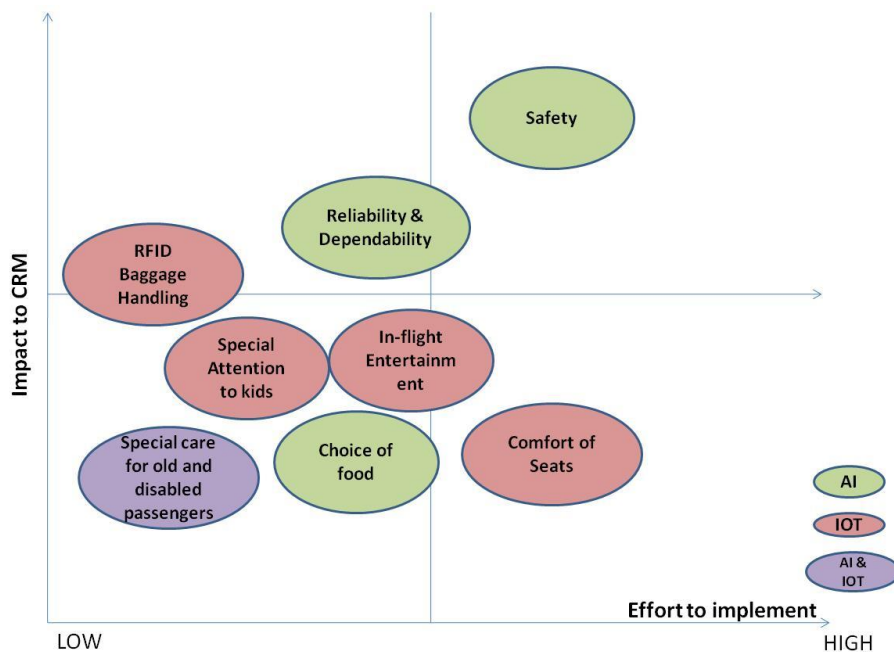 Safety
Reliability &
Dependability
RFID
Baggage
Handling
Impact to CRM
Special
Attention
to kids
In-flight
Entertainm
ent
Special care
for old and
disabled
passengers
Choice of
food
Comfort of
Seats
AI
IOT
AI &
IOT
Effort to implement
LOW
HIGH